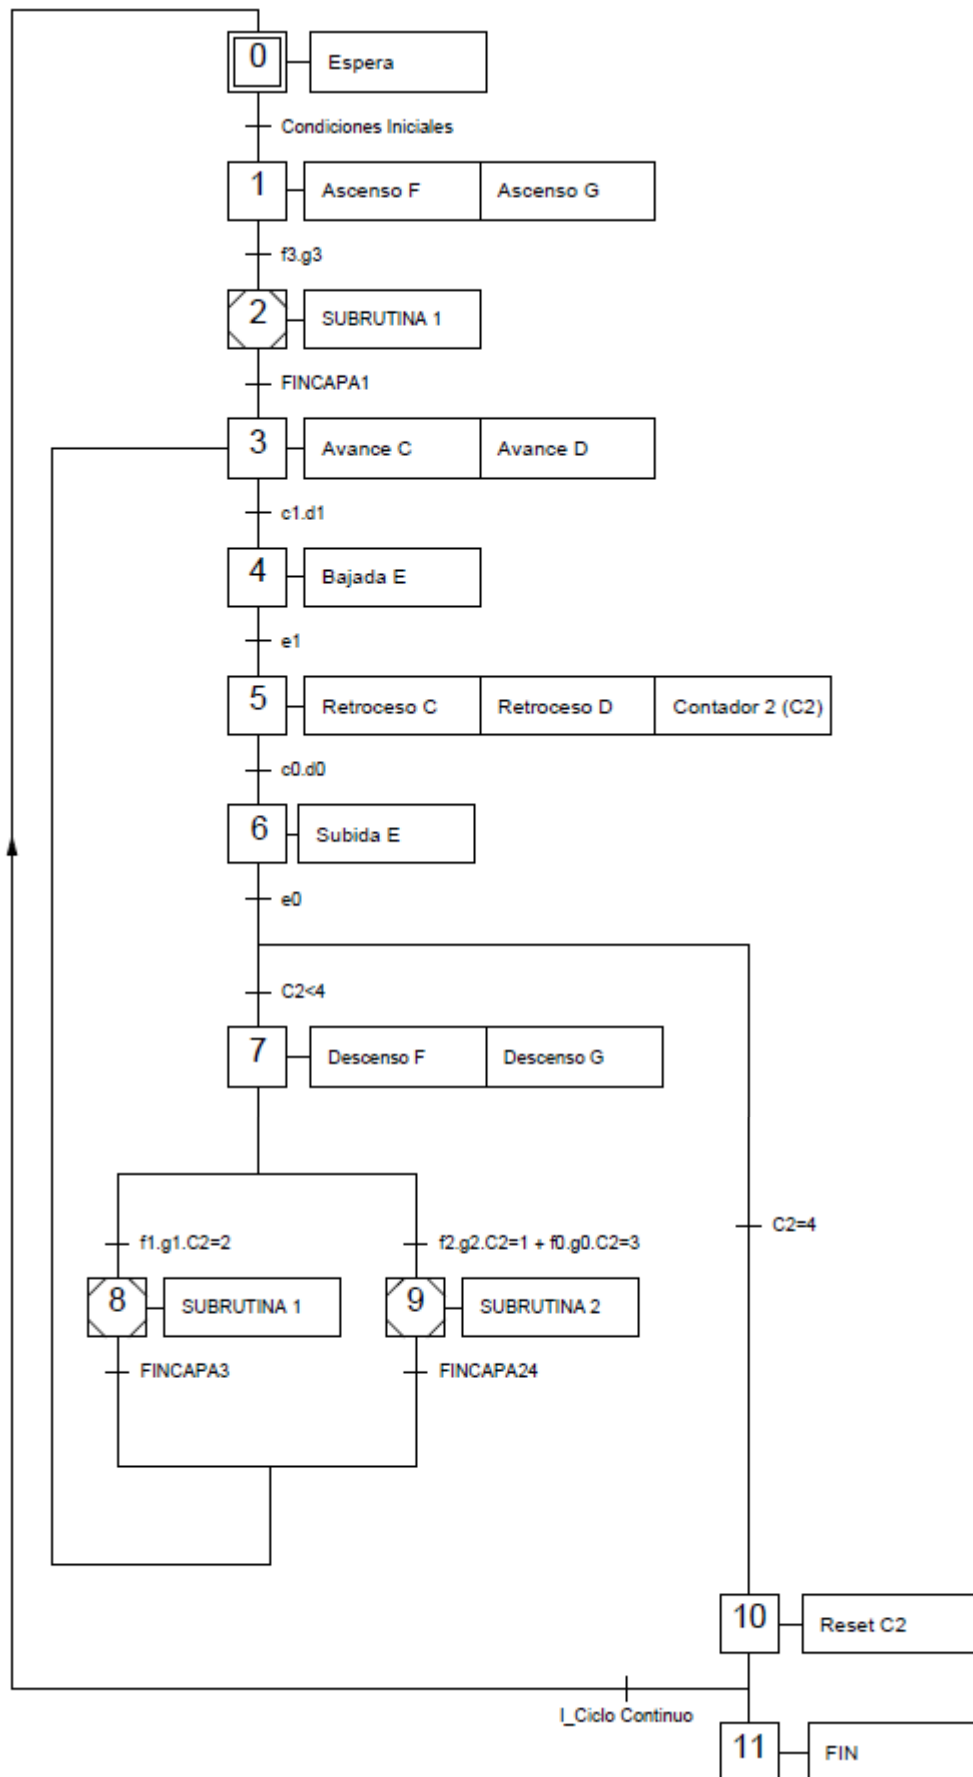 0 Espera
Condiciones Iniciales
1 Ascenso F Ascenso G
f3.g3
2 SUBRUTINA 1
FINCAPA1
3 Avance C Avance D
c1.d1
4 Bajada E
e1
5 Retroceso C Retroceso D Contador 2 (C2)
c0.d0
6 Subida E
e0
C2<4
7 Descenso F Descenso G
C2=4
f1.g1.C2=2 f2.g2.C2=1 + f0.g0.C2=3
8 SUBRUTINA 1 9 SUBRUTINA 2
FINCAPA3 FINCAPA24
10 Reset C2
I_Ciclo Continuo
11 FIN